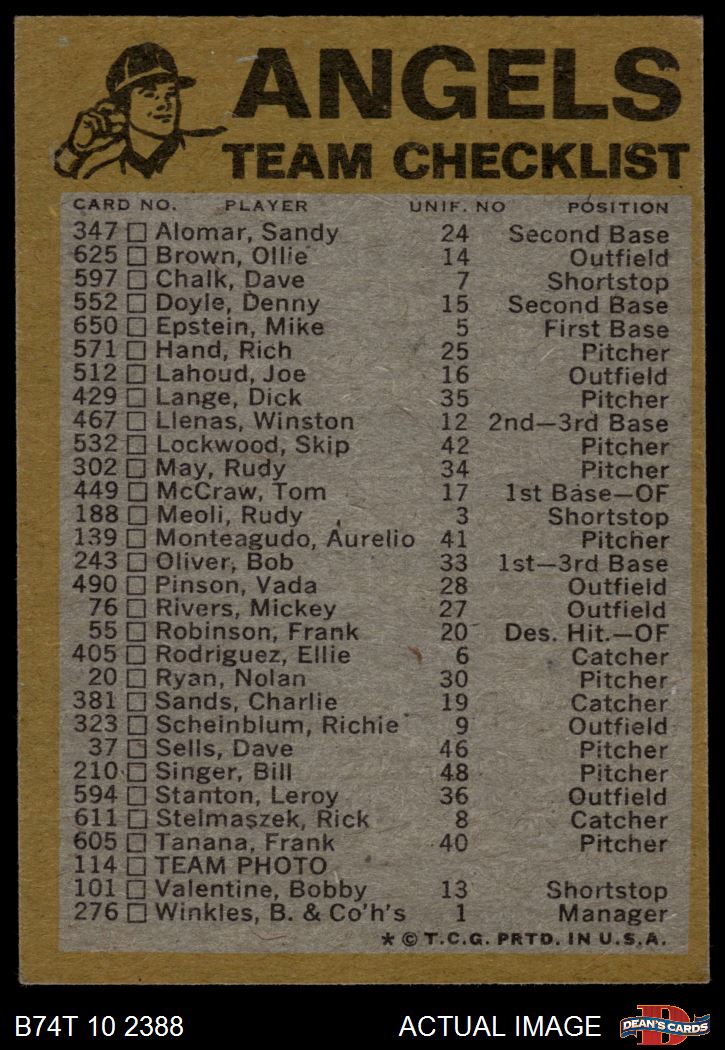 ANGELS
TEAM CHECKLIST
CARD NO. PLAYER UNIF. NO POSITION
347 □ Alomar, Sandy 24 Second Base
625 □ Brown, Ollie 14 Outfield
597 □ Chalk, Dave 7 Shortstop
552 □ Doyle, Denny 15 Second Base
650 □ Epstein, Mike 5 First Base
571 □ Hand, Rich 25 Pitcher
512 □ Lahoud, Joe 16 Outfield
429 □ Lange, Dick 35 Pitcher
467 □ Llenas, Winston 12 2nd—3rd Base
532 □ Lockwood, Skip 42 Pitcher
302 □ May, Rudy 34 Pitcher
449 □ McCraw, Tom 17 1st Base—OF
188 □ Meoli, Rudy 3 Shortstop
139 □ Monteagudo, Aurelio 41 Pitcher
243 □ Oliver, Bob 33 1st—3rd Base
490 □ Pinson, Vada 28 Outfield
76 □ Rivers, Mickey 27 Outfield
55 □ Robinson, Frank 20 Des. Hit.—OF
405 □ Rodriguez, Ellie 6 Catcher
20 □ Ryan, Nolan 30 Pitcher
381 □ Sands, Charlie 19 Catcher
323 □ Scheinblum, Richie 9 Outfield
37 □ Sells, Dave 46 Pitcher
210 □ Singer, Bill 48 Pitcher
594 □ Stanton, Leroy 36 Outfield
611 □ Stelmaszek, Rick 8 Catcher
605 □ Tanana, Frank 40 Pitcher
114 □ TEAM PHOTO
101 □ Valentine, Bobby 13 Shortstop
276 □ Winkles, B. & Co'h's 1 Manager
* © T.C.G. PRTD. IN U.S.A.
B74T 10 2388 ACTUAL IMAGE DEAN'S CARDS